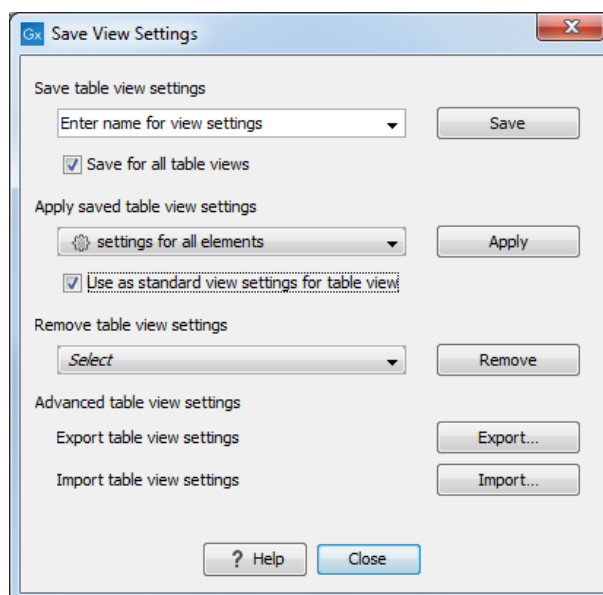 Gx Save View Settings
Save table view settings
Enter name for view settings Save
Save for all table views
Apply saved table view settings
settings for all elements Apply
Use as standard view settings for table view
Remove table view settings
Select Remove
Advanced table view settings
Export table view settings Export...
Import table view settings Import...
? Help Close